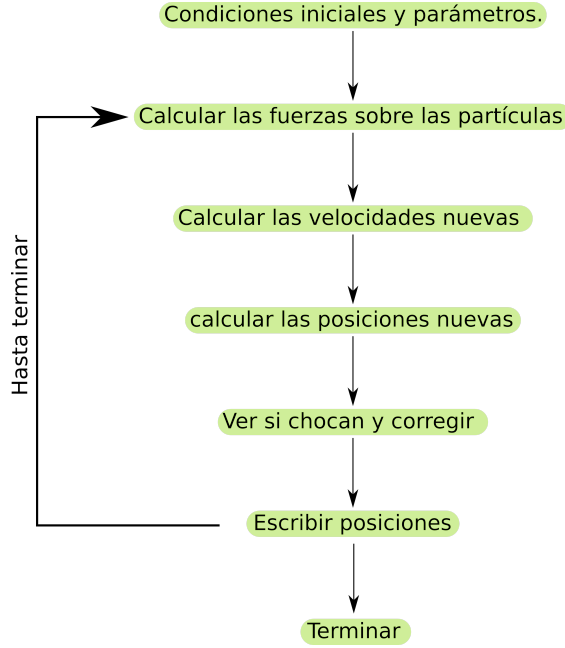 Condiciones iniciales y parámetros.
Calcular las fuerzas sobre las partículas
Calcular las velocidades nuevas
calcular las posiciones nuevas
Ver si chocan y corregir
Escribir posiciones
Terminar
Hasta terminar